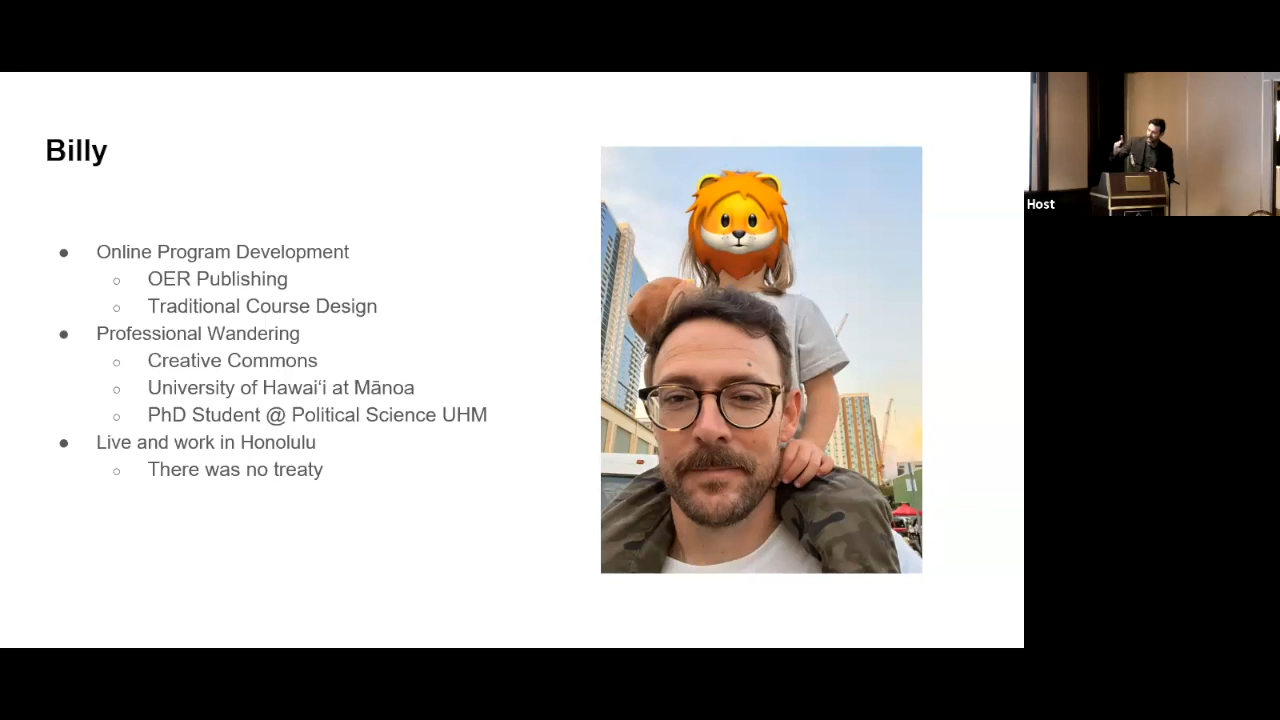 Billy
● Online Program Development
○ OER Publishing
○ Traditional Course Design
● Professional Wandering
○ Creative Commons
○ University of Hawaiʻi at Mānoa
○ PhD Student @ Political Science UHM
● Live and work in Honolulu
○ There was no treaty
Host